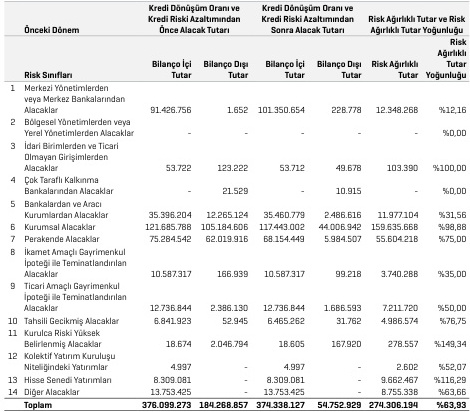 Önceki Dönem
Kredi Dönüşüm Oranı ve Kredi Riski Azaltımından Önce Alacak Tutarı
Kredi Dönüşüm Oranı ve Kredi Riski Azaltımından Sonra Alacak Tutarı
Risk Ağırlıklı Tutar ve Risk Ağırlıklı Tutar Yoğunluğu
Risk Sınıfları Bilanço İçi Tutar Bilanço Dışı Tutar Bilanço İçi Tutar Bilanço Dışı Tutar Risk Ağırlıklı Tutar Risk Ağırlıklı Tutar Yoğunluğu
1 Merkezi Yönetimlerden
veya Merkez Bankalarından
Alacaklar 91.426.756 1.652 101.350.654 228.778 12.348.268 %12,16
2 Bölgesel Yönetimlerden veya
Yerel Yönetimlerden Alacaklar - - - - - %0,00
3 İdari Birimlerden ve Ticari
Olmayan Girişimlerden
Alacaklar 53.722 123.222 53.712 49.678 103.390 %100,00
4 Çok Taraflı Kalkınma
Bankalarından Alacaklar - 21.529 - 10.915 - %0,00
5 Bankalardan ve Aracı
Kurumlardan Alacaklar 35.396.204 12.265.124 35.460.779 2.486.616 11.977.104 %31,56
6 Kurumsal Alacaklar 121.685.788 105.184.606 117.443.002 44.006.942 159.635.668 %98,88
7 Perakende Alacaklar 75.284.542 62.019.916 68.154.449 5.984.507 55.604.218 %75,00
8 İkamet Amaçlı Gayrimenkul
İpoteği ile Teminatlandırılan
Alacaklar 10.587.317 166.939 10.587.317 99.218 3.740.288 %35,00
9 Ticari Amaçlı Gayrimenkul
İpoteği ile Teminatlandırılan
Alacaklar 12.736.844 2.386.130 12.736.844 1.686.593 7.211.720 %50,00
10 Tahsili Gecikmiş Alacaklar 6.841.923 52.945 6.465.262 31.762 4.986.574 %76,75
11 Kurulca Riski Yüksek
Belirlenmiş Alacaklar 18.674 2.046.794 18.605 167.920 278.557 %149,34
12 Kolektif Yatırım Kuruluşu
Niteliğindeki Yatırımlar 4.997 - 4.997 - 2.602 %52,07
13 Hisse Senedi Yatırımları 8.309.081 - 8.309.081 - 9.662.467 %116,29
14 Diğer Alacaklar 13.753.425 - 13.753.425 - 8.755.338 %63,66
Toplam 376.099.273 184.268.857 374.338.127 54.752.929 274.306.194 %63,93